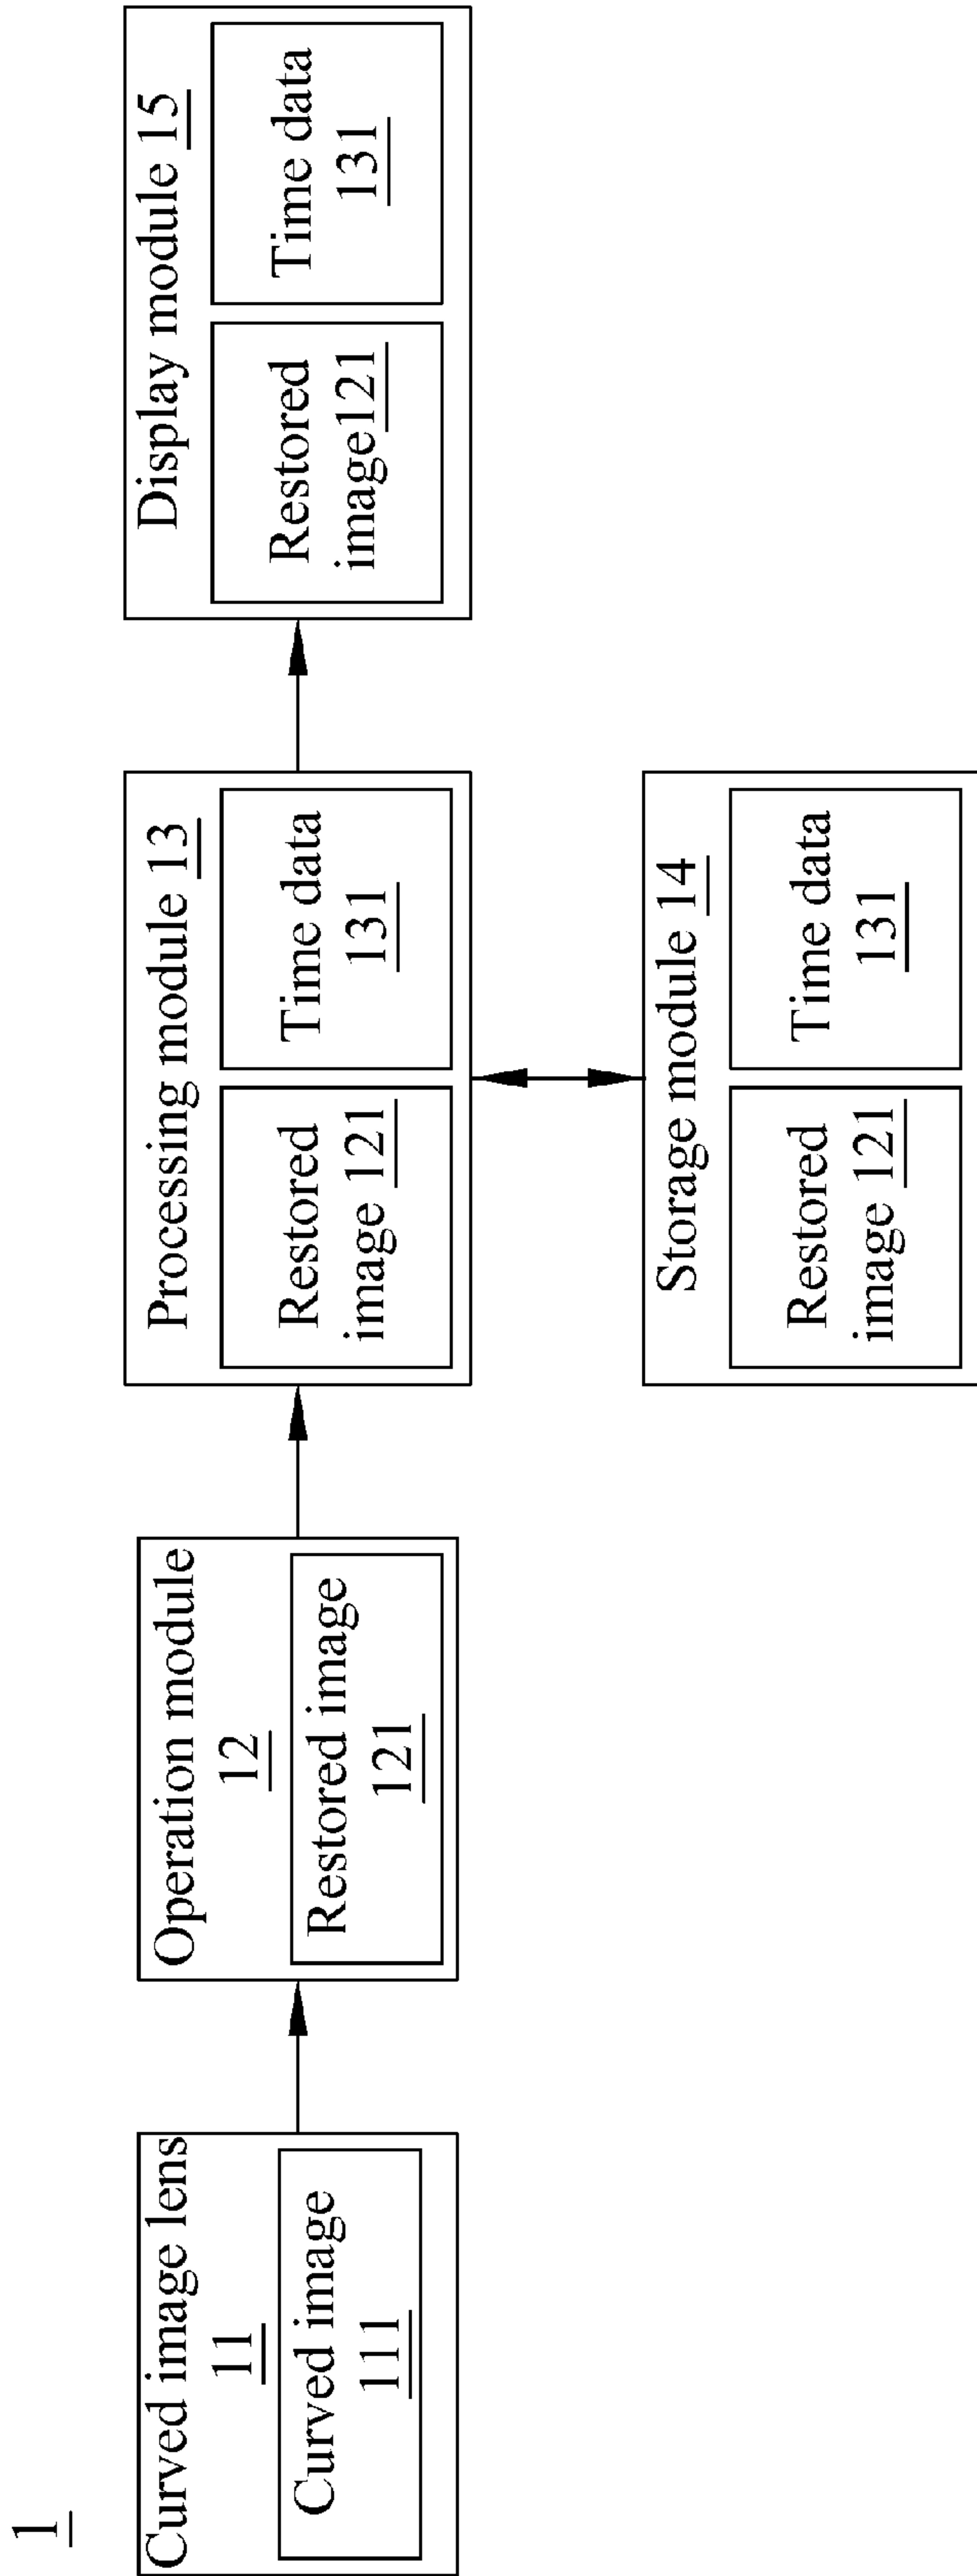 1
Curved image lens
11
Curved image
111
Operation module
12
Restored image
121
Processing module 13
Restored
image 121
Time data
131
Storage module 14
Restored
image 121
Time data
131
Display module 15
Restored
image121
Time data
131